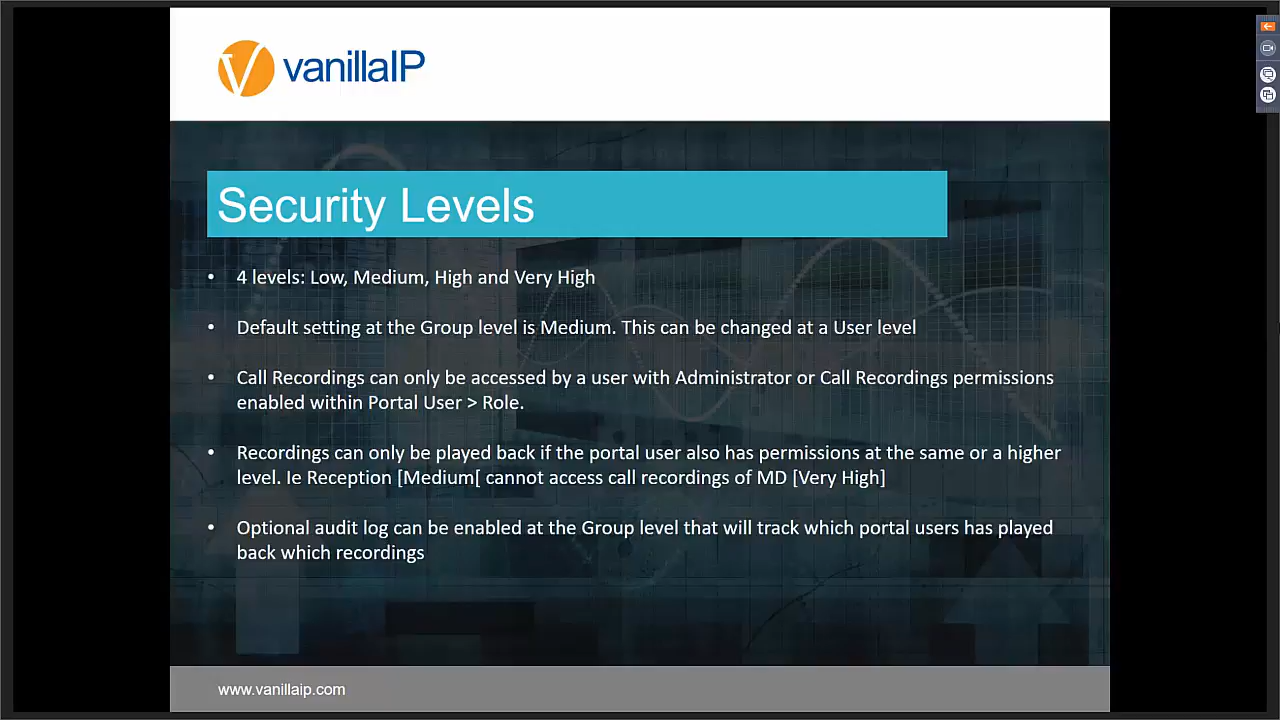 vanillaIP
Security Levels
• 4 levels: Low, Medium, High and Very High
• Default setting at the Group level is Medium. This can be changed at a User level
• Call Recordings can only be accessed by a user with Administrator or Call Recordings permissions
enabled within Portal User > Role.
• Recordings can only be played back if the portal user also has permissions at the same or a higher
level. Ie Reception [Medium[ cannot access call recordings of MD [Very High]
• Optional audit log can be enabled at the Group level that will track which portal users has played
back which recordings
www.vanillaip.com